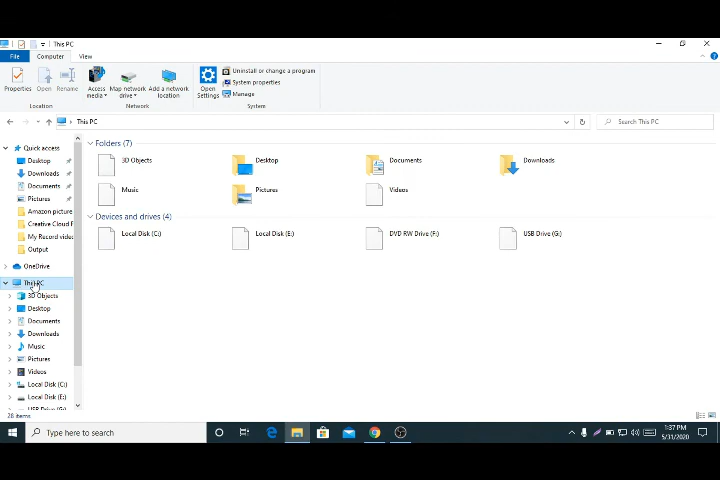 This PC
File Computer View
Properties Open Rename Access media Map network drive Add a network location Open Settings Uninstall or change a program
System properties
Manage
Location Network System
This PC Search This PC
Quick access
Desktop
Downloads
Documents
Pictures
Amazon picture
Creative Cloud F
My Record video
Output
OneDrive
This PC
3D Objects
Desktop
Documents
Downloads
Music
Pictures
Videos
Local Disk (C:)
Local Disk (E:)
USB Drive (G:)
Folders (7)
3D Objects Desktop Documents Downloads
Music Pictures Videos
Devices and drives (4)
Local Disk (C:) Local Disk (E:) DVD RW Drive (F:) USB Drive (G:)
28 items
Type here to search
1:37 PM
5/31/2020